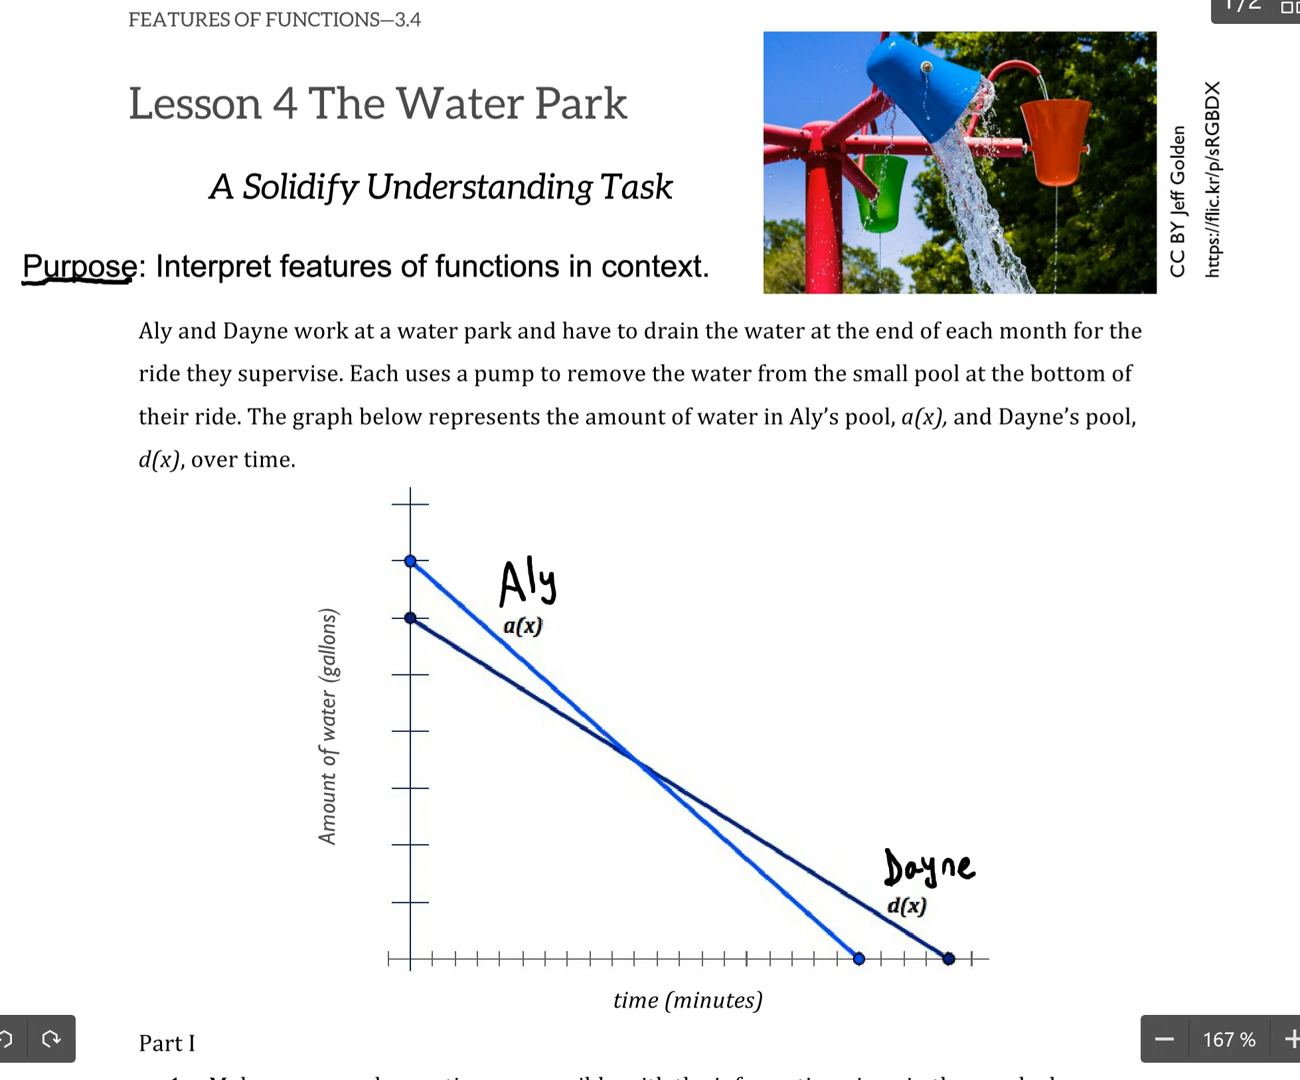 1/2
FEATURES OF FUNCTIONS—3.4
Lesson 4 The Water Park
A Solidify Understanding Task
Purpose: Interpret features of functions in context.
CC BY Jeff Golden
https://flic.kr/p/sRGBDX
Aly and Dayne work at a water park and have to drain the water at the end of each month for the
ride they supervise. Each uses a pump to remove the water from the small pool at the bottom of
their ride. The graph below represents the amount of water in Aly's pool, a(x), and Dayne's pool,
d(x), over time.
Aly
a(x)
Amount of water (gallons)
Dayne
d(x)
time (minutes)
Part I
167 %